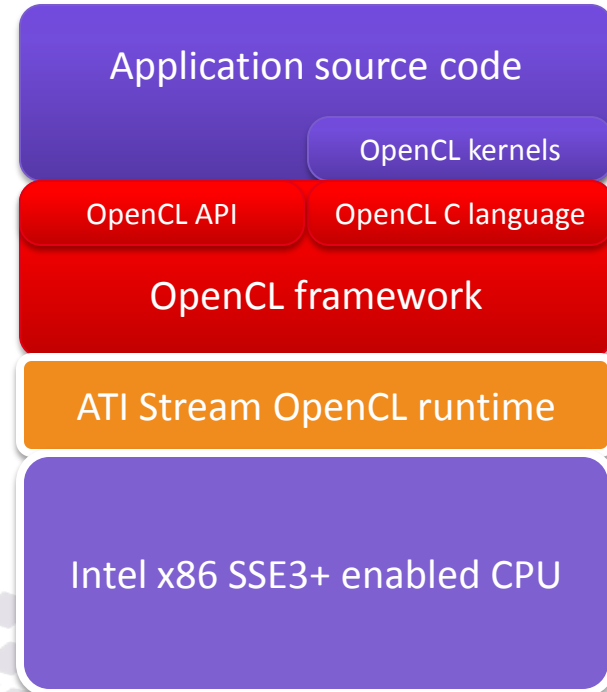 Application source code
OpenCL kernels
OpenCL API
OpenCL C language
OpenCL framework
ATI Stream OpenCL runtime
Intel x86 SSE3+ enabled CPU